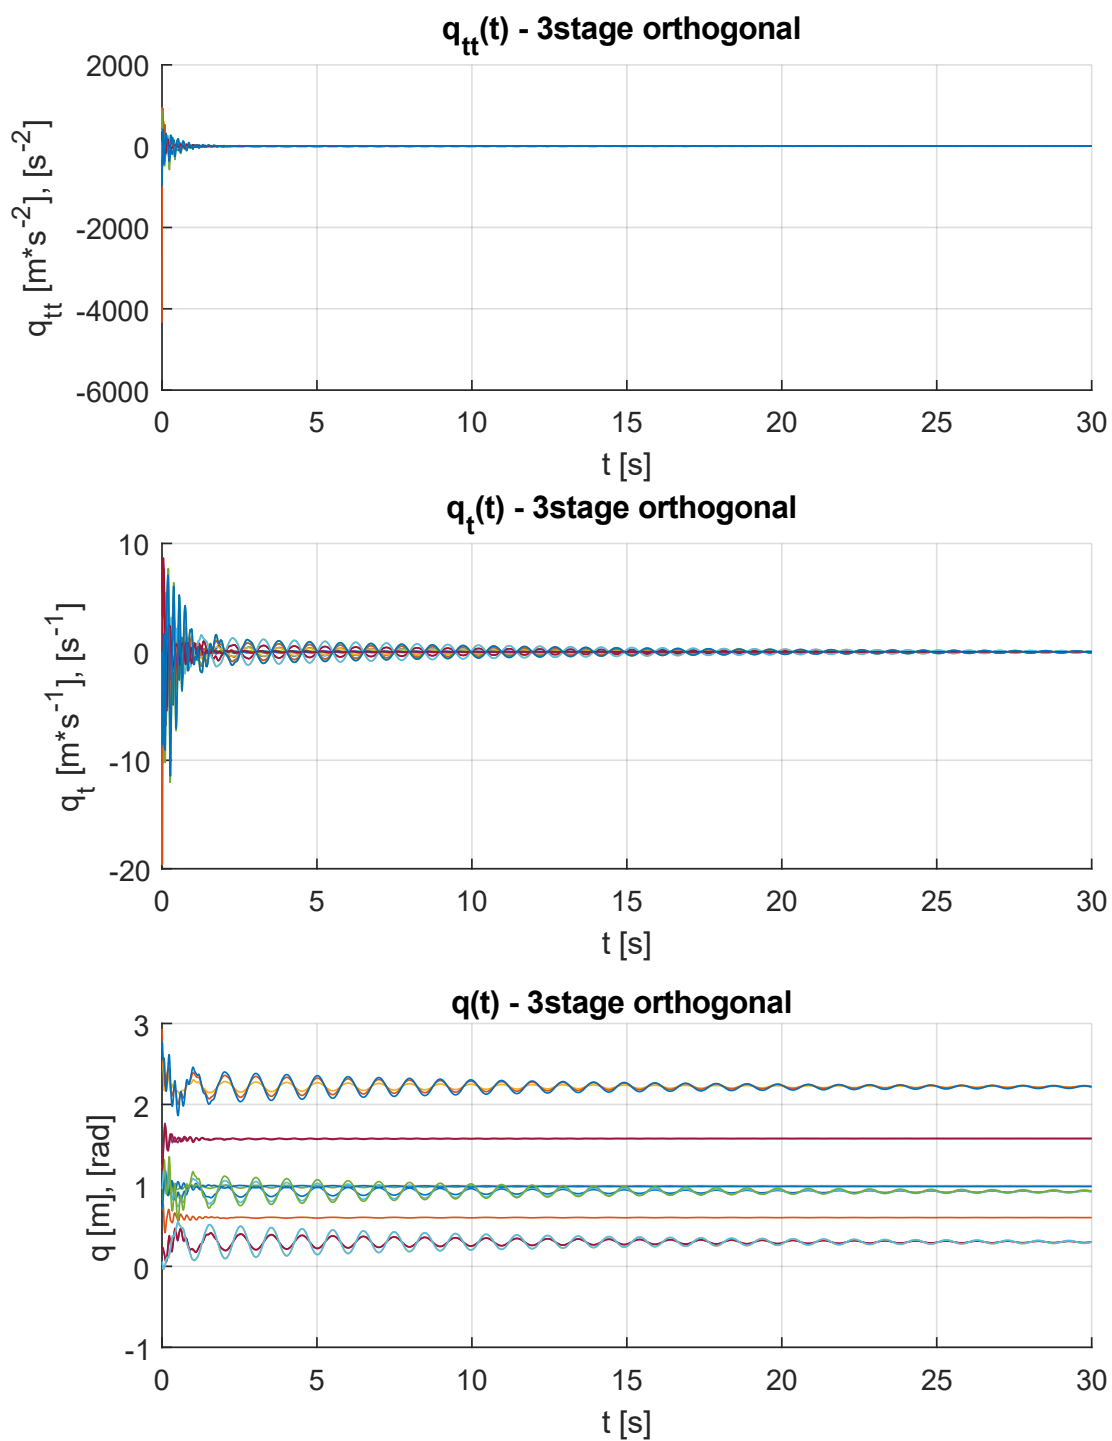 q_tt(t) - 3stage orthogonal
2000
0
-2000
-4000
-6000
q_tt [m*s^-2], [s^-2]
0 5 10 15 20 25 30
t [s]
q_t(t) - 3stage orthogonal
10
0
-10
-20
q_t [m*s^-1], [s^-1]
0 5 10 15 20 25 30
t [s]
q(t) - 3stage orthogonal
3
2
1
0
-1
q [m], [rad]
0 5 10 15 20 25 30
t [s]